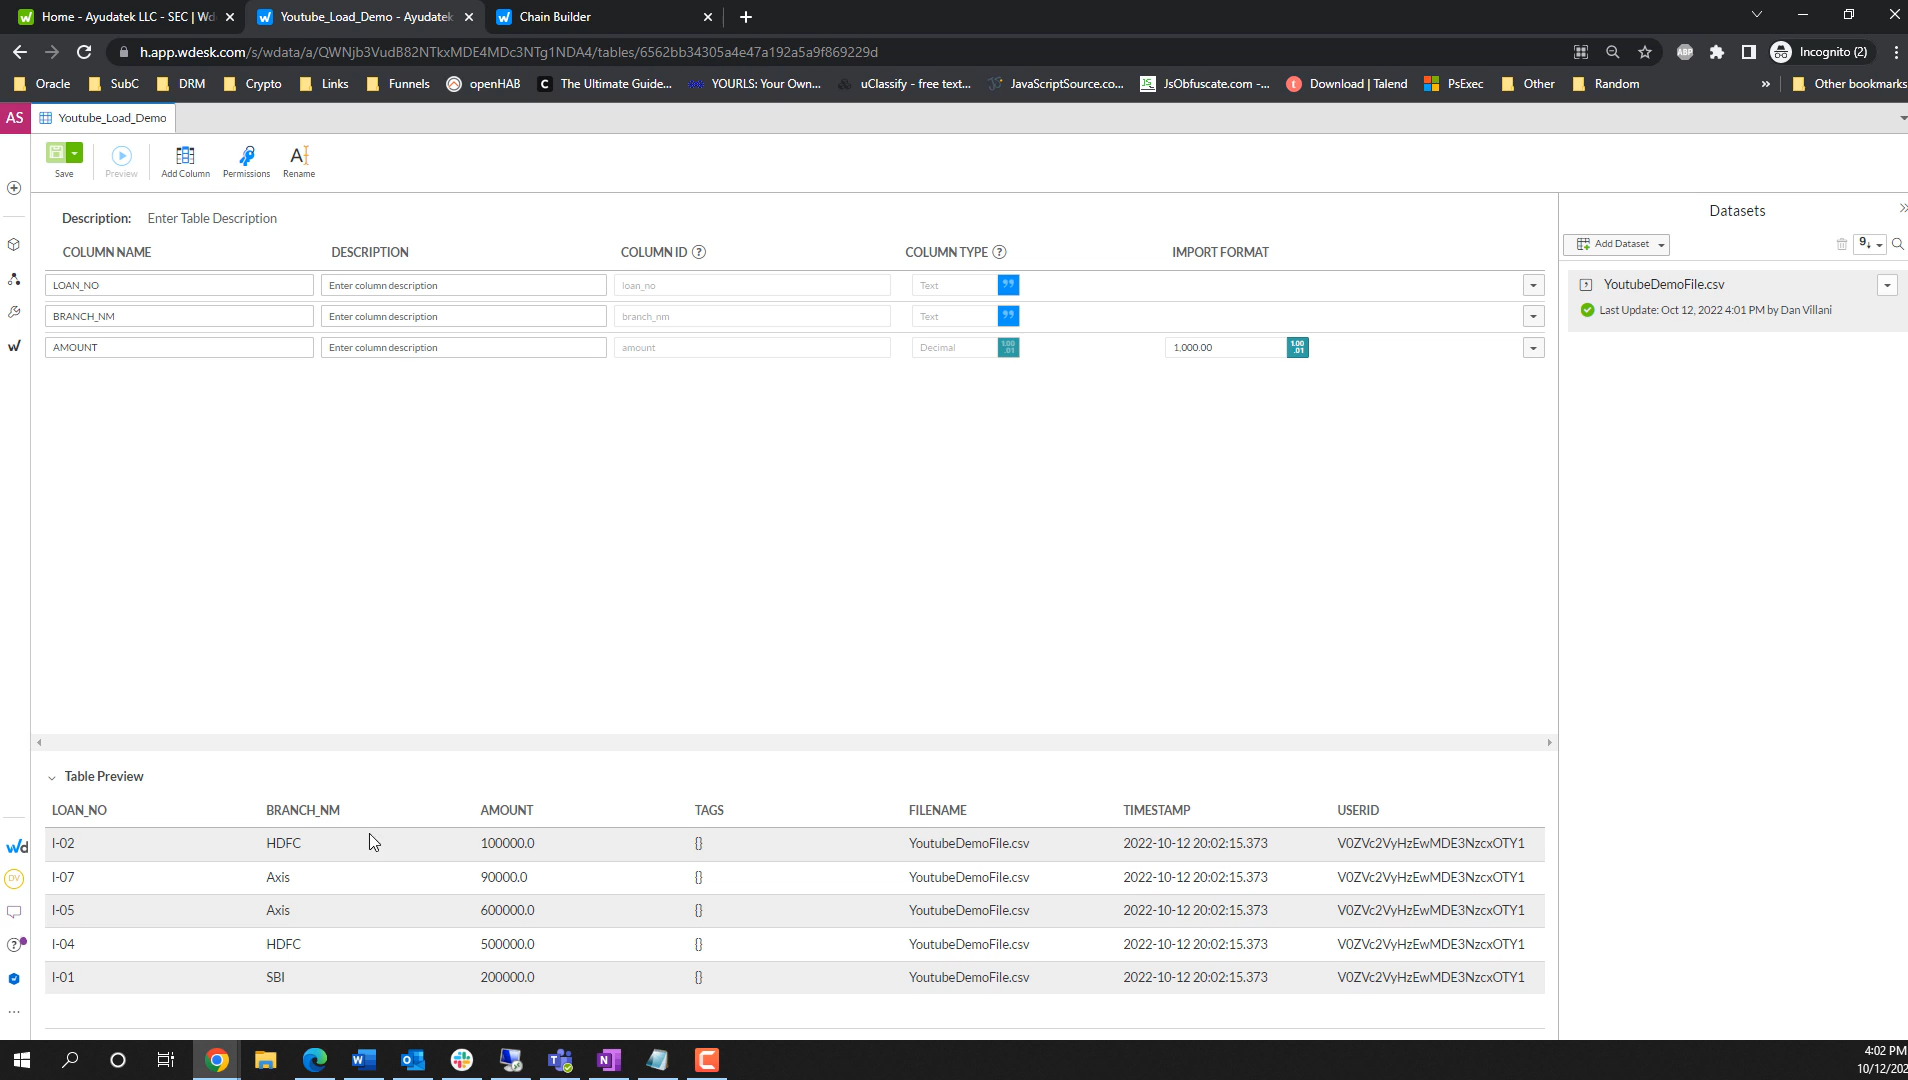 Home - Ayudatek LLC - SEC | Wd
Youtube_Load_Demo - Ayudatek
Chain Builder
h.app.wdesk.com/s/wdata/a/QWNjb3VudB82NTkxMDE4MDc3NTg1NDA4/tables/6562bb34305a4e47a192a5a9f869229d
ABP
Incognito (2)
Oracle
SubC
DRM
Crypto
Links
Funnels
openHAB
The Ultimate Guide...
YOURLS: Your Own...
uClassify - free text...
JavaScriptSource.co...
JsObfuscate.com -...
Download | Talend
PsExec
Other
Random
»
Other bookmarks
AS
Youtube_Load_Demo
Save
Preview
Add Column
Permissions
Rename
Description: Enter Table Description
COLUMN NAME DESCRIPTION COLUMN ID COLUMN TYPE IMPORT FORMAT
LOAN_NO Enter column description loan_no Text
BRANCH_NM Enter column description branch_nm Text
AMOUNT Enter column description amount Decimal 1,000.00
Datasets
Add Dataset
YoutubeDemoFile.csv
Last Update: Oct 12, 2022 4:01 PM by Dan Villani
Table Preview
LOAN_NO BRANCH_NM AMOUNT TAGS FILENAME TIMESTAMP USERID
I-02 HDFC 100000.0 {} YoutubeDemoFile.csv 2022-10-12 20:02:15.373 V0ZVc2VyHzEwMDE3NzcxOTY1
I-07 Axis 90000.0 {} YoutubeDemoFile.csv 2022-10-12 20:02:15.373 V0ZVc2VyHzEwMDE3NzcxOTY1
I-05 Axis 600000.0 {} YoutubeDemoFile.csv 2022-10-12 20:02:15.373 V0ZVc2VyHzEwMDE3NzcxOTY1
I-04 HDFC 500000.0 {} YoutubeDemoFile.csv 2022-10-12 20:02:15.373 V0ZVc2VyHzEwMDE3NzcxOTY1
I-01 SBI 200000.0 {} YoutubeDemoFile.csv 2022-10-12 20:02:15.373 V0ZVc2VyHzEwMDE3NzcxOTY1
wd
DV
4:02 PM
10/12/202